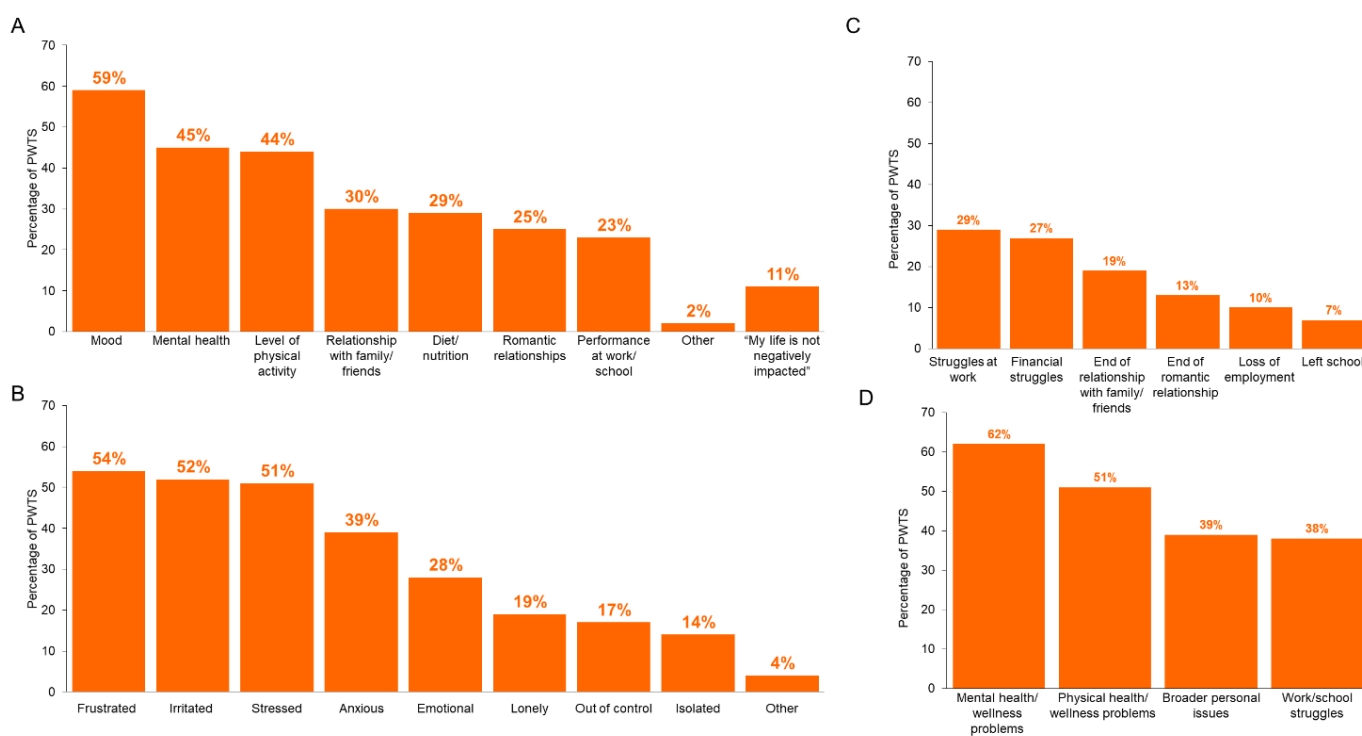 A
Percentage of PWTS
70
60
50
40
30
20
10
0
59%
45%
44%
30%
29%
25%
23%
2%
11%
Mood
Mental health
Level of
physical
activity
Relationship
with family/
friends
Diet/
nutrition
Romantic
relationships
Performance
at work/
school
Other
“My life is not
negatively
impacted”
B
Percentage of PWTS
70
60
50
40
30
20
10
0
54%
52%
51%
39%
28%
19%
17%
14%
4%
Frustrated
Irritated
Stressed
Anxious
Emotional
Lonely
Out of control
Isolated
Other
C
Percentage of PWTS
70
60
50
40
30
20
10
0
29%
27%
19%
13%
10%
7%
Struggles at
work
Financial
struggles
End of
relationship
with family/
friends
End of
romantic
relationship
Loss of
employment
Left school
D
Percentage of PWTS
70
60
50
40
30
20
10
0
62%
51%
39%
38%
Mental health/
wellness
problems
Physical health/
wellness problems
Broader personal
issues
Work/school
struggles